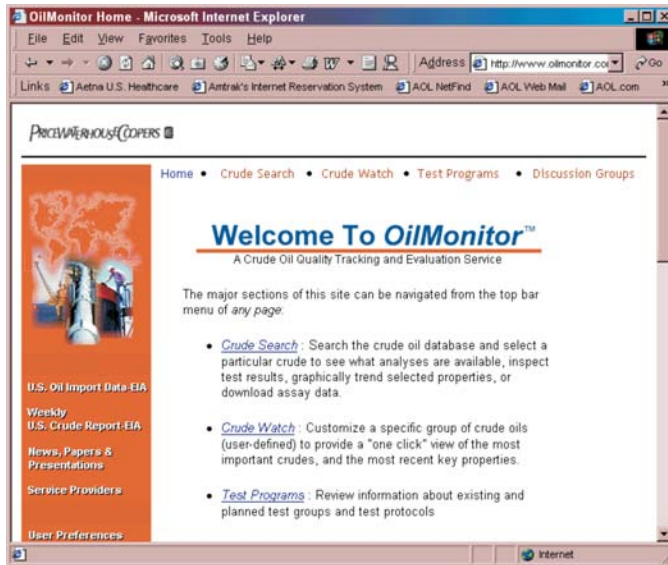 OilMonitor Home - Microsoft Internet Explorer
File Edit View Favorites Tools Help
Address http://www.oilmonitor.co
Go
Links Aetna U.S. Healthcare Amtrak's Internet Reservation System AOL NetFind AOL Web Mail AOL.com »
PRICEWATERHOUSECOOPERS
Home • Crude Search • Crude Watch • Test Programs • Discussion Groups
Welcome To OilMonitor™
A Crude Oil Quality Tracking and Evaluation Service
The major sections of this site can be navigated from the top bar
menu of any page:
• Crude Search : Search the crude oil database and select a
particular crude to see what analyses are available, inspect
test results, graphically trend selected properties, or
download assay data.
• Crude Watch : Customize a specific group of crude oils
(user-defined) to provide a "one click" view of the most
important crudes, and the most recent key properties.
• Test Programs : Review information about existing and
planned test groups and test protocols
U.S. Oil Import Data-EIA
Weekly
U.S. Crude Report-EIA
News, Papers &
Presentations
Service Providers
User Preferences
Internet